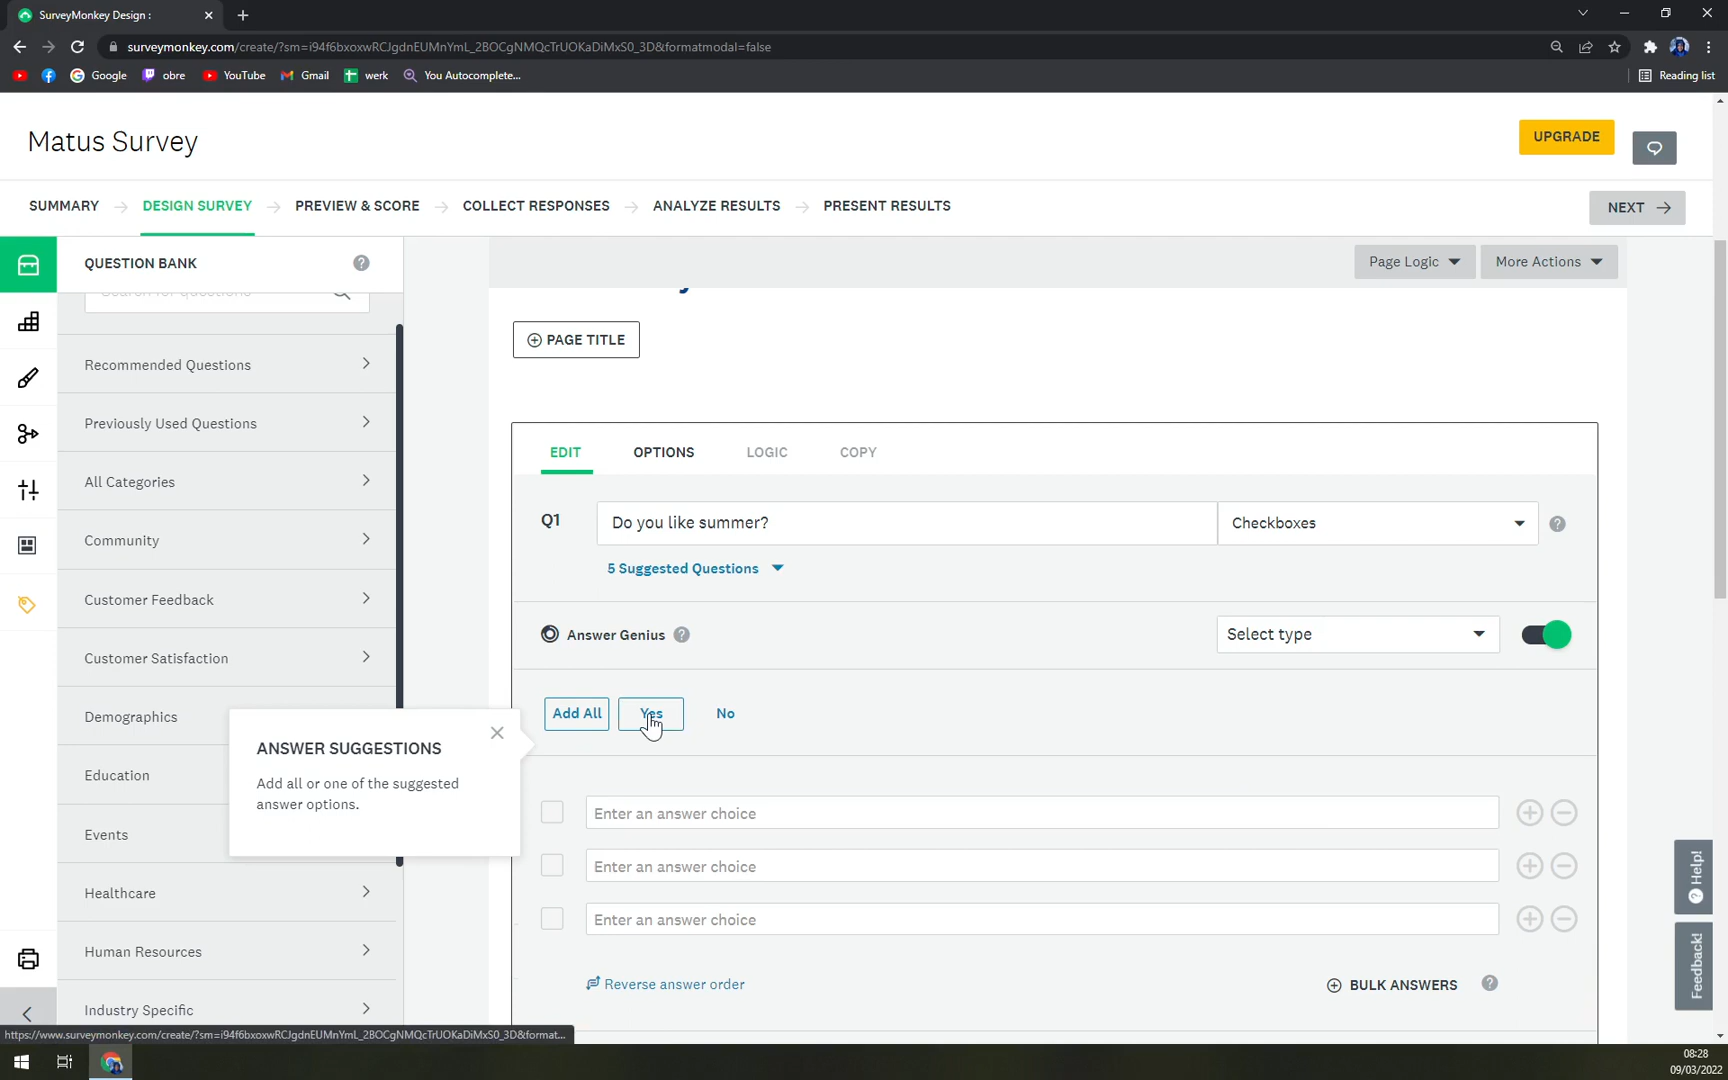 SurveyMonkey Design :
surveymonkey.com/create/?sm=i94f6bxoxwRCJgdnEUMnYmL_2BOCgNMQcTrUOKaDiMxS0_3D&formatmodal=false
Google
obre
YouTube
Gmail
werk
You Autocomplete...
Reading list
Matus Survey
UPGRADE
SUMMARY
DESIGN SURVEY
PREVIEW & SCORE
COLLECT RESPONSES
ANALYZE RESULTS
PRESENT RESULTS
NEXT
QUESTION BANK
Page Logic
More Actions
Recommended Questions
Previously Used Questions
All Categories
Community
Customer Feedback
Customer Satisfaction
Demographics
Education
Events
Healthcare
Human Resources
Industry Specific
ANSWER SUGGESTIONS
Add all or one of the suggested
answer options.
PAGE TITLE
EDIT
OPTIONS
LOGIC
COPY
Q1
Do you like summer?
Checkboxes
5 Suggested Questions
Answer Genius
Select type
Add All
Yes
No
Enter an answer choice
Enter an answer choice
Enter an answer choice
Reverse answer order
BULK ANSWERS
Help!
Feedback!
https://www.surveymonkey.com/create/?sm=i94f6bxoxwRCJgdnEUMnYmL_2BOCgNMQcTrUOKaDiMxS0_3D&format...
08:28
09/03/2022